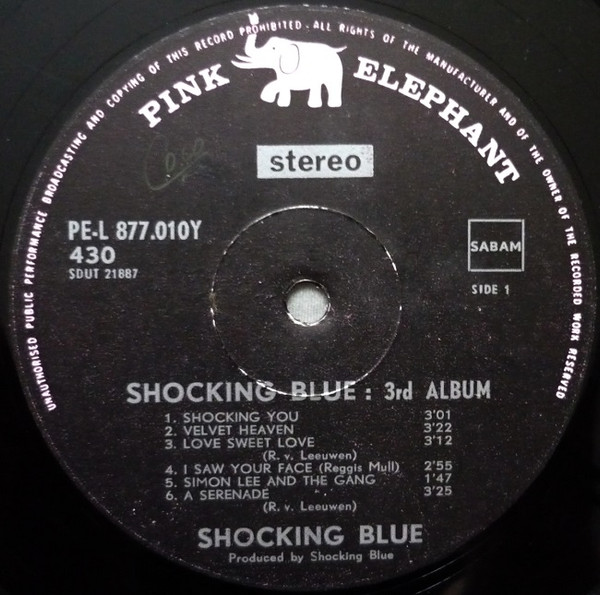 UNAUTHORISED PUBLIC PERFORMANCE BROADCASTING AND COPYING OF THIS RECORD PROHIBITED - ALL RIGHTS OF THE MANUFACTURER AND OF THE OWNER OF THE RECORDED WORK RESERVED
PINK ELEPHANT
stereo
PE-L 877.010Y
430
SDUT 21887
SABAM
SIDE 1
SHOCKING BLUE : 3rd ALBUM
1. SHOCKING YOU 3'01
2. VELVET HEAVEN 3'22
3. LOVE SWEET LOVE 3'12
(R. v. Leeuwen)
4. I SAW YOUR FACE (Reggis Mull) 2'55
5. SIMON LEE AND THE GANG 1'47
6. A SERENADE 3'25
(R. v. Leeuwen)
SHOCKING BLUE
Produced by Shocking Blue